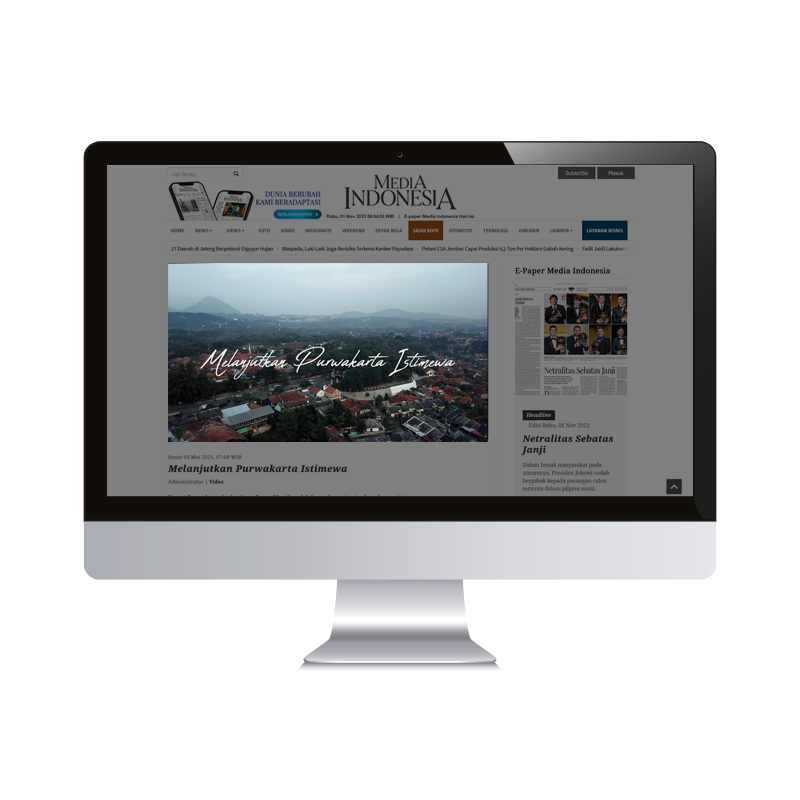 Cari Berita...
DUNIA BERUBAH
KAMI BERADAPTASI
MEDIA
INDONESIA
Rabu, 01 Nov 2023
E-paper Media Indonesia Hari Ini
Subscribe
Masuk
HOME NEWS VIEWS FOTO VIDEO INFOGRAFIS WEEKEND SEPAK BOLA SAJAK KOFE OTOMOTIF TEKNOLOGI HIBURAN LAINNYA LAYANAN BISNIS
27 Daerah di Jateng Berpotensi Diguyur Hujan Waspada, Laki-Laki Juga Berisiko Terkena Kanker Payudara Petani CSA Jember Capai Produksi 9,2 Ton Per Hektare Gabah Kering Fadil Jaidi Lakukan
Melanjutkan Purwakarta Istimewa
Senin 03 Mei 2023, 07:00 WIB
Melanjutkan Purwakarta Istimewa
Administrator | Video
E-Paper Media Indonesia
Netralitas Sebatas Janji
Headline
Edisi Rabu, 01 Nov 2023
Netralitas Sebatas
Janji
Dalam benak masyarakat pada
umumnya, Presiden Jokowi sudah
berpihak kepada pasangan calon
tertentu dalam pilpres nanti